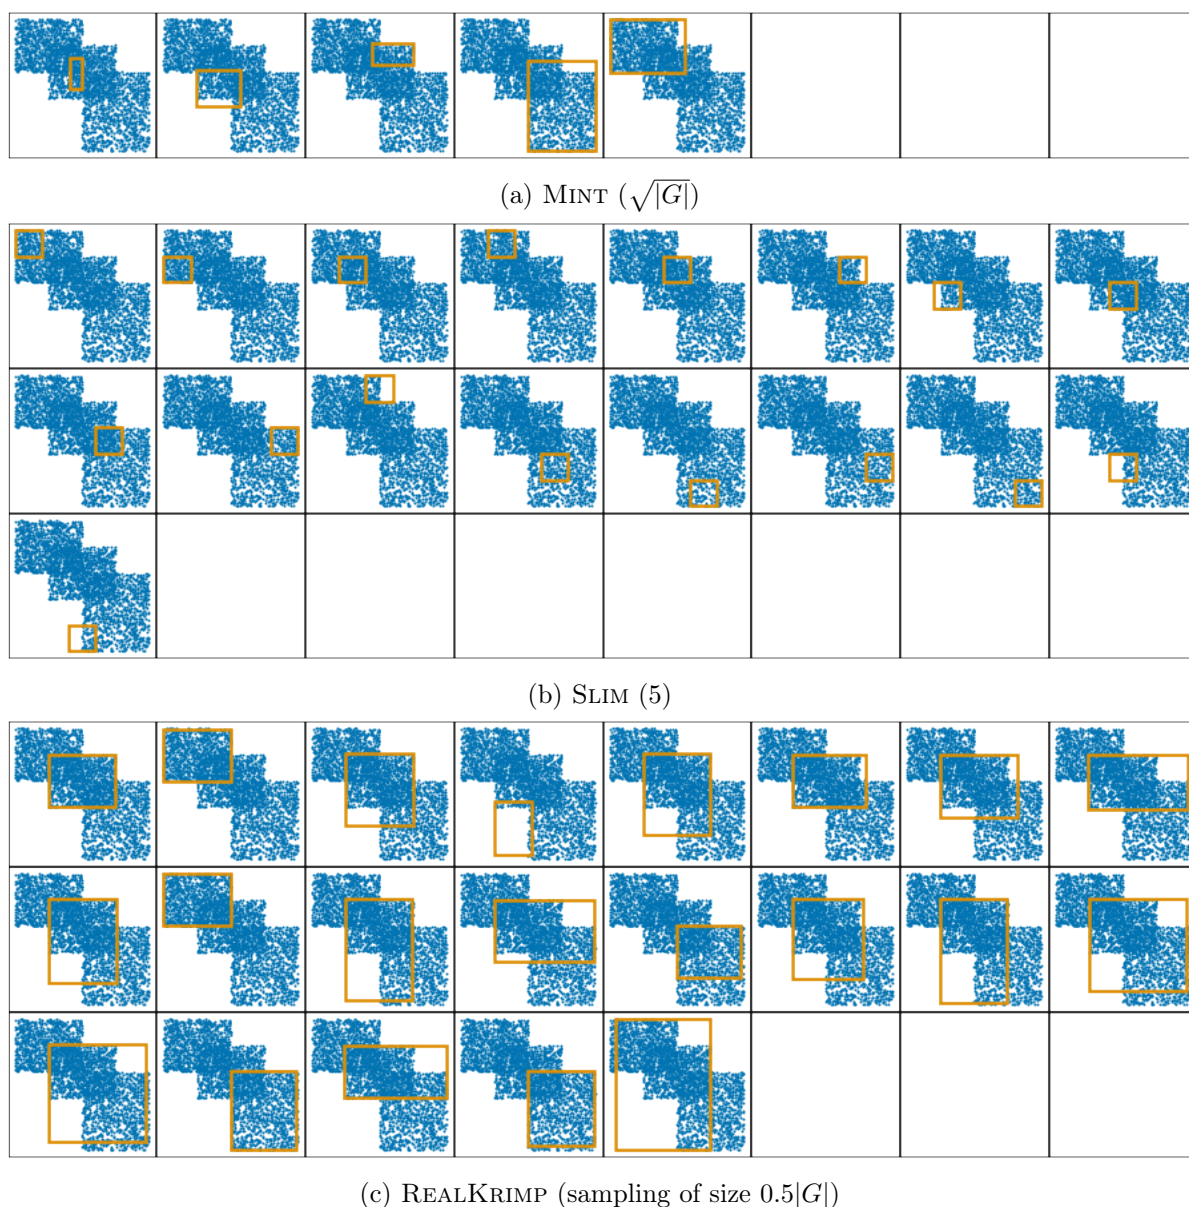 (a) MINT (√|G|)
(b) SLIM (5)
(c) REALKRIMP (sampling of size 0.5|G|)